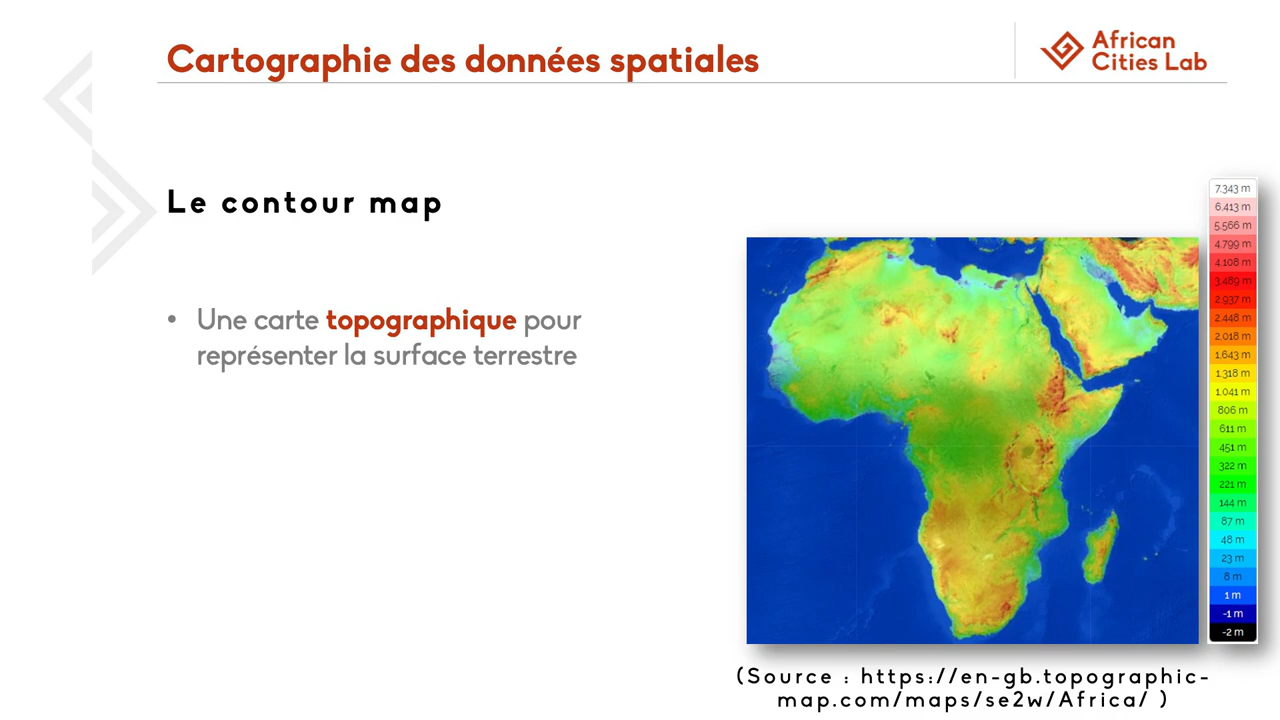 Cartographie des données spatiales
African
Cities Lab
Le contour map
• Une carte topographique pour
représenter la surface terrestre
7.343 m
6.413 m
5.566 m
4.799 m
4.108 m
3.489 m
2.937 m
2.448 m
2.018 m
1.643 m
1.318 m
1.041 m
806 m
611 m
451 m
322 m
221 m
144 m
87 m
48 m
23 m
8 m
1 m
-1 m
-2 m
(Source : https://en-gb.topographic-
map.com/maps/se2w/Africa/ )